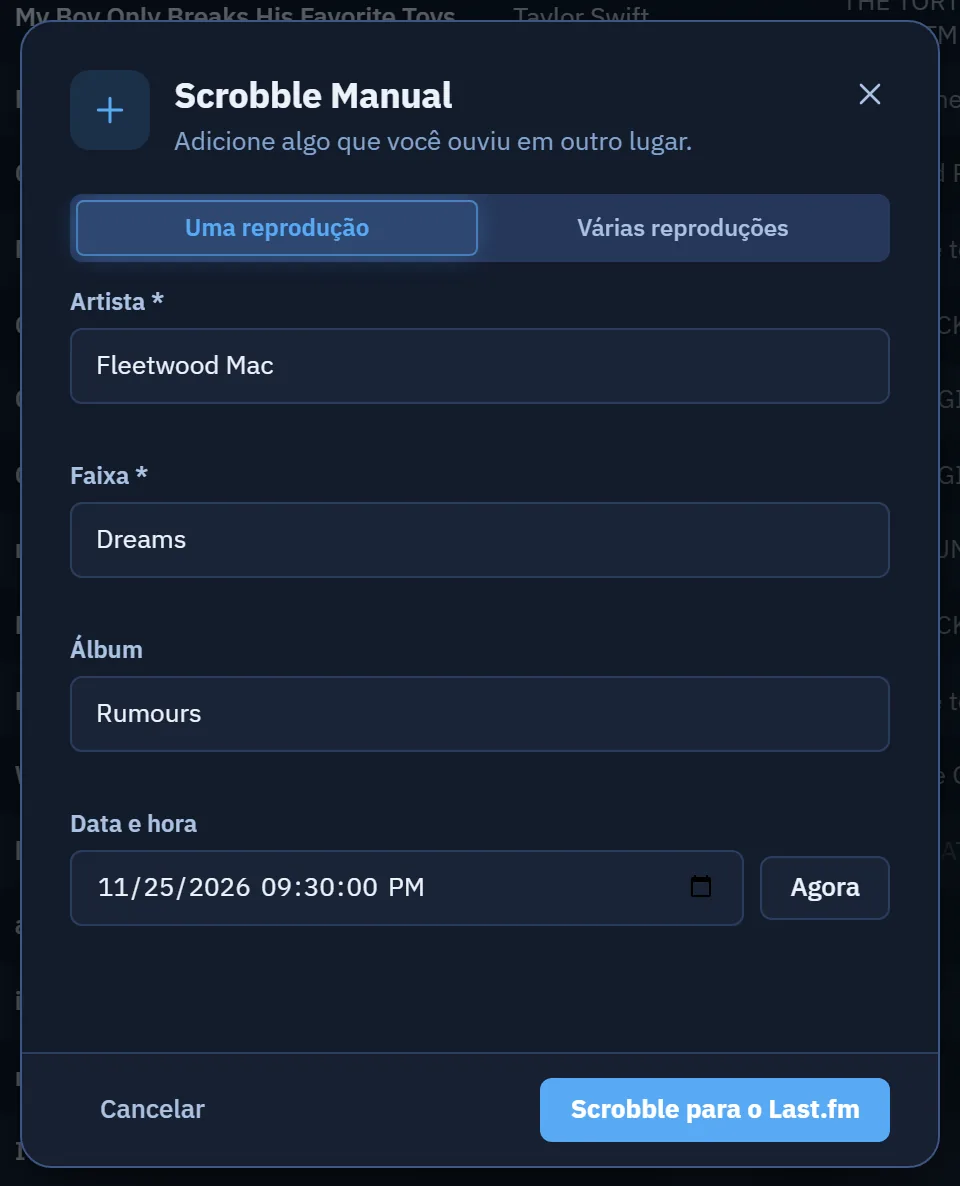 My Boy Only Breaks His Favorite Toys
Taylor Swift
Scrobble Manual
Adicione algo que você ouviu em outro lugar.
Uma reprodução
Várias reproduções
Artista *
Fleetwood Mac
Faixa *
Dreams
Álbum
Rumours
Data e hora
11/25/2026 09:30:00 PM
Agora
Cancelar
Scrobble para o Last.fm